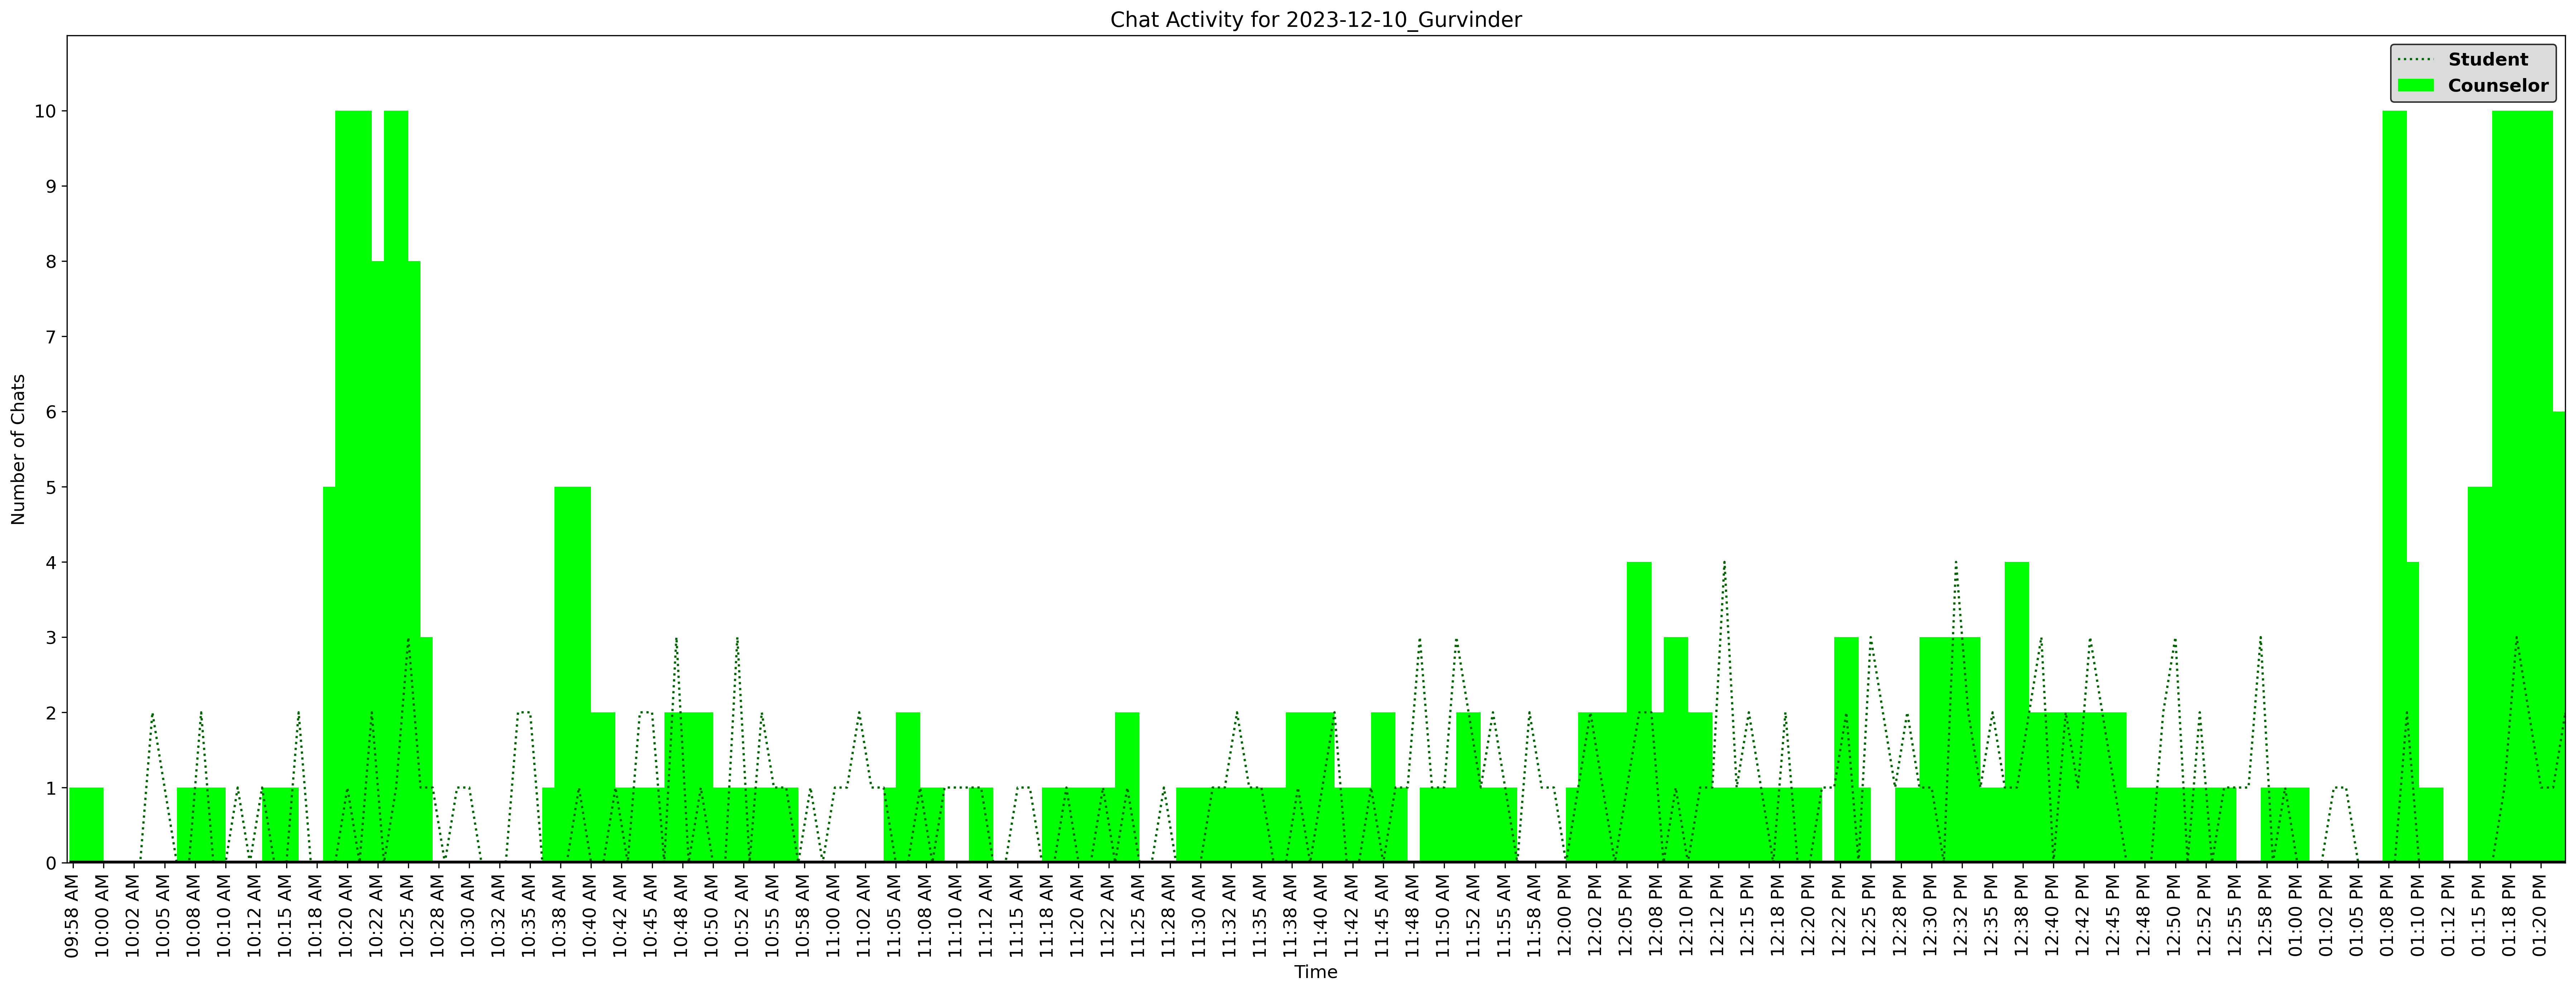 Chat Activity for 2023-12-10_Gurvinder
Student
Counselor
Number of Chats
10
9
8
7
6
5
4
3
2
1
0
09:58 AM
10:00 AM
10:02 AM
10:05 AM
10:08 AM
10:10 AM
10:12 AM
10:15 AM
10:18 AM
10:20 AM
10:22 AM
10:25 AM
10:28 AM
10:30 AM
10:32 AM
10:35 AM
10:38 AM
10:40 AM
10:42 AM
10:45 AM
10:48 AM
10:50 AM
10:52 AM
10:55 AM
10:58 AM
11:00 AM
11:02 AM
11:05 AM
11:08 AM
11:10 AM
11:12 AM
11:15 AM
11:18 AM
11:20 AM
11:22 AM
11:25 AM
11:28 AM
11:30 AM
11:32 AM
11:35 AM
11:38 AM
11:40 AM
11:42 AM
11:45 AM
11:48 AM
11:50 AM
11:52 AM
11:55 AM
11:58 AM
12:00 PM
12:02 PM
12:05 PM
12:08 PM
12:10 PM
12:12 PM
12:15 PM
12:18 PM
12:20 PM
12:22 PM
12:25 PM
12:28 PM
12:30 PM
12:32 PM
12:35 PM
12:38 PM
12:40 PM
12:42 PM
12:45 PM
12:48 PM
12:50 PM
12:52 PM
12:55 PM
12:58 PM
01:00 PM
01:02 PM
01:05 PM
01:08 PM
01:10 PM
01:12 PM
01:15 PM
01:18 PM
01:20 PM
Time